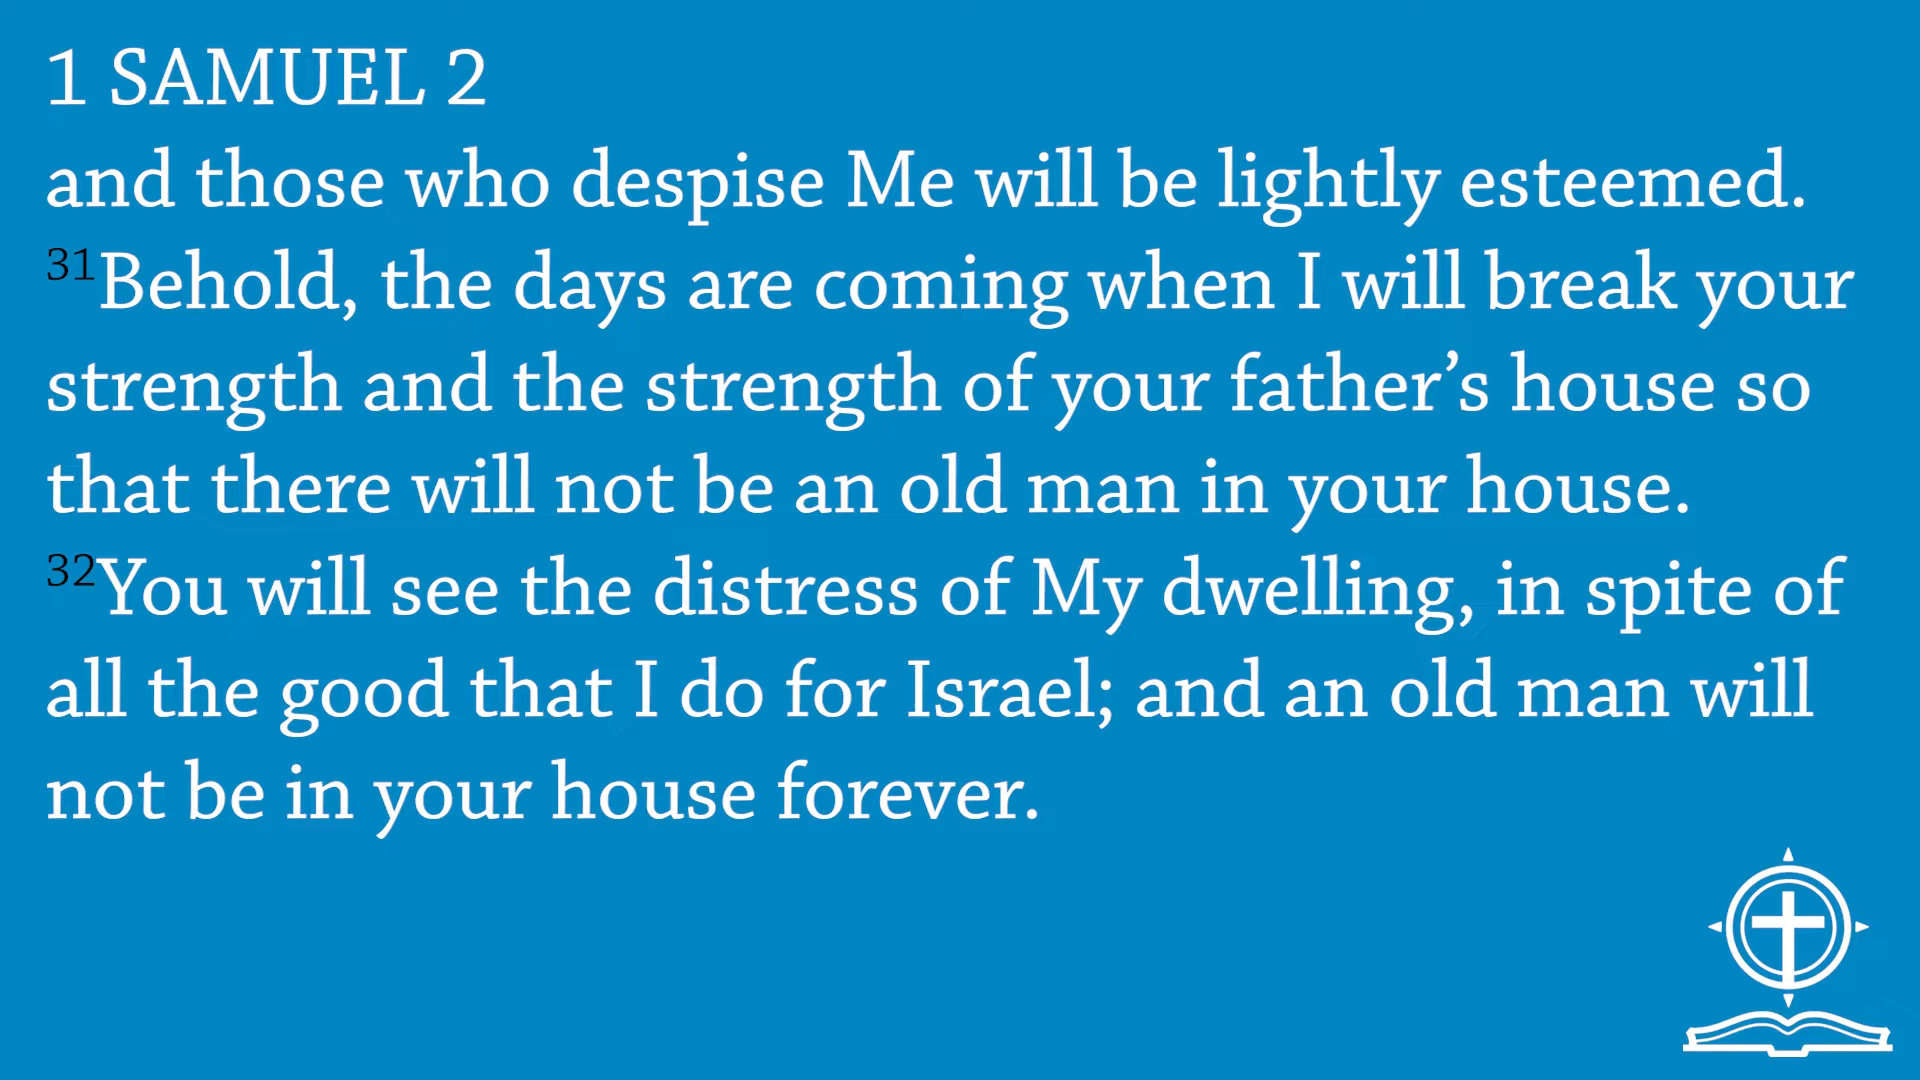 1 SAMUEL 2
and those who despise Me will be lightly esteemed.
31Behold, the days are coming when I will break your
strength and the strength of your father’s house so
that there will not be an old man in your house.
32You will see the distress of My dwelling, in spite of
all the good that I do for Israel; and an old man will
not be in your house forever.